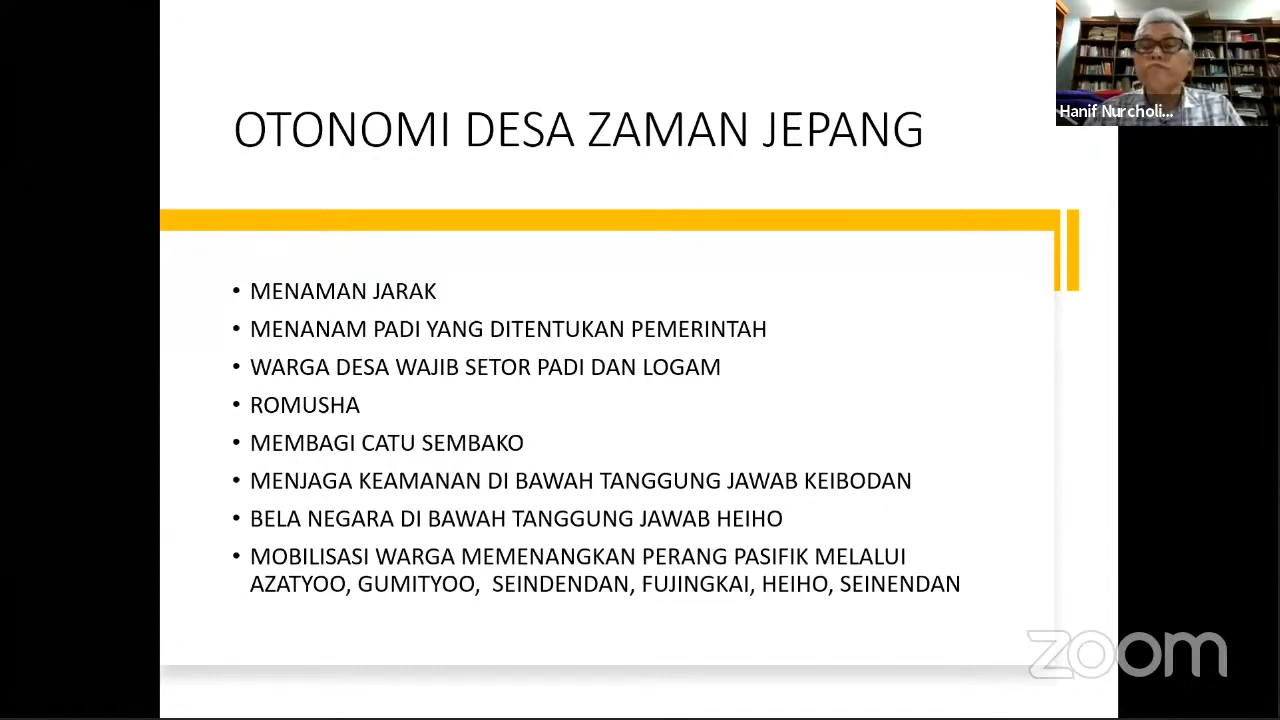 OTONOMI DESA ZAMAN JEPANG
Hanif Nurcholi...
• MENAMAN JARAK
• MENANAM PADI YANG DITENTUKAN PEMERINTAH
• WARGA DESA WAJIB SETOR PADI DAN LOGAM
• ROMUSHA
• MEMBAGI CATU SEMBAKO
• MENJAGA KEAMANAN DI BAWAH TANGGUNG JAWAB KEIBODAN
• BELA NEGARA DI BAWAH TANGGUNG JAWAB HEIHO
• MOBILISASI WARGA MEMENANGKAN PERANG PASIFIK MELALUI
AZATYOO, GUMITYOO,  SEINDENDAN, FUJINGKAI, HEIHO, SEINENDAN
zoom